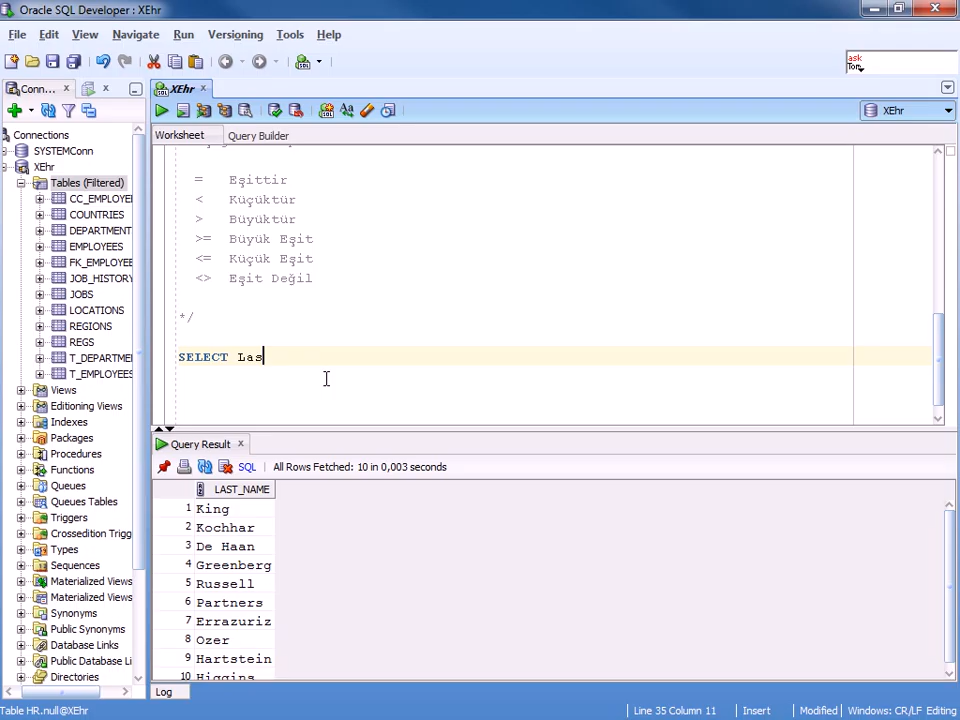 Oracle SQL Developer : XEhr
File Edit View Navigate Run Versioning Tools Help
ask
Tom
Conn...
XEhr
XEhr
Connections
SYSTEMConn
XEhr
Tables (Filtered)
CC_EMPLOYE
COUNTRIES
DEPARTMENT
EMPLOYEES
FK_EMPLOYEE
JOB_HISTORY
JOBS
LOCATIONS
REGIONS
REGS
T_DEPARTME
T_EMPLOYEES
Views
Editioning Views
Indexes
Packages
Procedures
Functions
Queues
Queues Tables
Triggers
Crossedition Trigg
Types
Sequences
Materialized Views
Materialized Views
Synonyms
Public Synonyms
Database Links
Public Database Li
Directories
Worksheet Query Builder
= Eşittir
< Küçüktür
> Büyüktür
>= Büyük Eşit
<= Küçük Eşit
<> Eşit Değil
*/
SELECT Las
Query Result
SQL | All Rows Fetched: 10 in 0,003 seconds
LAST_NAME
1 King
2 Kochhar
3 De Haan
4 Greenberg
5 Russell
6 Partners
7 Errazuriz
8 Ozer
9 Hartstein
10 Higgins
Log
Table HR.null@XEhr
Line 35 Column 11 Insert Modified Windows: CR/LF Editing